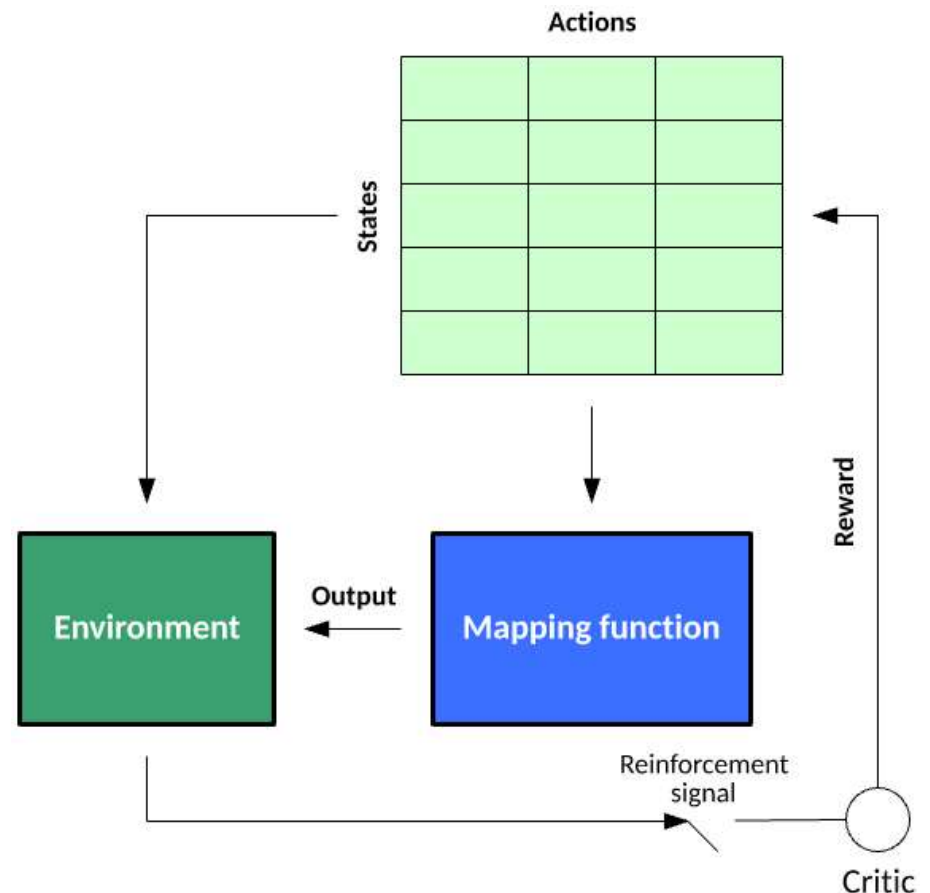 Actions
States
Reward
Output
Environment
Mapping function
Reinforcement
signal
Critic